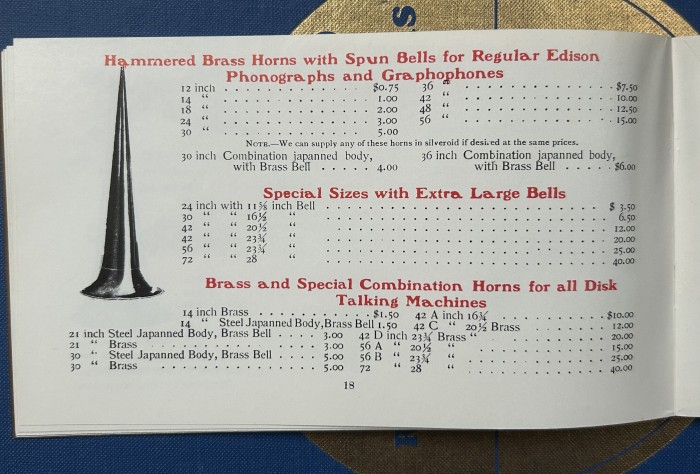 S
Hammered Brass Horns with Spun Bells for Regular Edison
Phonographs and Graphophones
12 inch . . . . . . . . . . . . . . . $0.75 36 " . . . . . . . . . . . . . . . $7.50
14 " . . . . . . . . . . . . . . . 1.00 42 " . . . . . . . . . . . . . . . 10.00
18 " . . . . . . . . . . . . . . . 2.00 48 " . . . . . . . . . . . . . . . 12.50
24 " . . . . . . . . . . . . . . . 3.00 56 " . . . . . . . . . . . . . . . 15.00
30 " . . . . . . . . . . . . . . . 5.00
NOTE.—We can supply any of these horns in silveroid if desired at the same prices.
30 inch Combination japanned body, 36 inch Combination japanned body,
with Brass Bell . . . . . 4.00 with Brass Bell . . . . . $6.00
Special Sizes with Extra Large Bells
24 inch with 11⅜ inch Bell . . . . . . . . . . . . . . . $ 3.50
30 " " 16½ " . . . . . . . . . . . . . . . 6.50
42 " " 20½ " . . . . . . . . . . . . . . . 12.00
42 " " 23¾ " . . . . . . . . . . . . . . . 20.00
56 " " 23¾ " . . . . . . . . . . . . . . . 25.00
72 " " 28 " . . . . . . . . . . . . . . . 40.00
Brass and Special Combination Horns for all Disk
Talking Machines
14 inch Brass . . . . . . . . . . $1.50 42 A inch 16¾ " . . . . . . . . . . $10.00
14 " Steel Japanned Body, Brass Bell 1.50 42 C " 20½ Brass . . . . . . . 12.00
21 inch Steel Japanned Body, Brass Bell . . . . 3.00 42 D inch 23¾ Brass " . . . . . . . . . . 20.00
21 " Brass . . . . . . . . . . . . . . 3.00 56 A " 20½ " . . . . . . . . . . 15.00
30 " Steel Japanned Body, Brass Bell . . . . 5.00 56 B " 23¾ " . . . . . . . . . . 25.00
30 " Brass . . . . . . . . . . . . . . 5.00 72 " 28 " . . . . . . . . . . 40.00
18